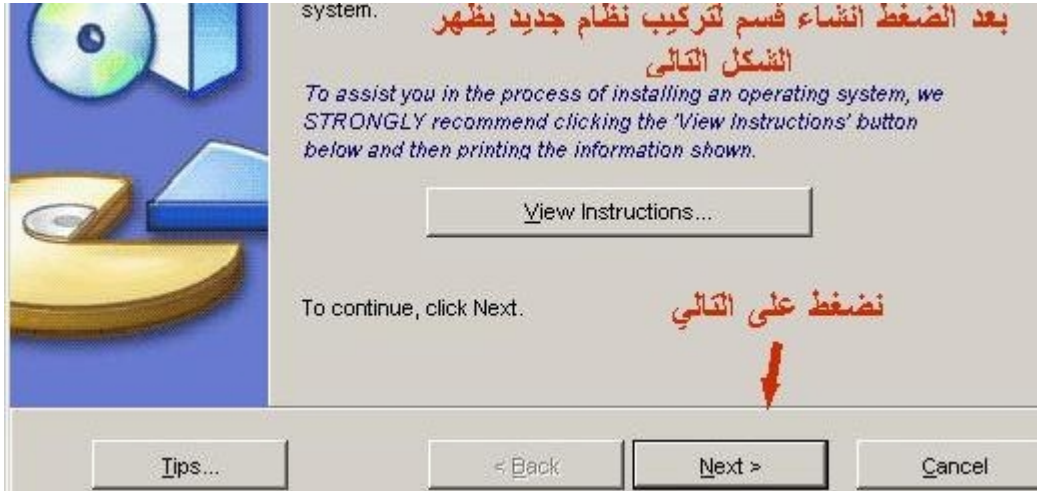 system.
بعد الضغط انشاء قسم لتركيب نظام جديد يظهر
الشكل التالى
To assist you in the process of installing an operating system, we
STRONGLY recommend clicking the 'View Instructions' button
below and then printing the information shown.
View Instructions...
To continue, click Next.
نضغط على التالي
Tips...
< Back
Next >
Cancel